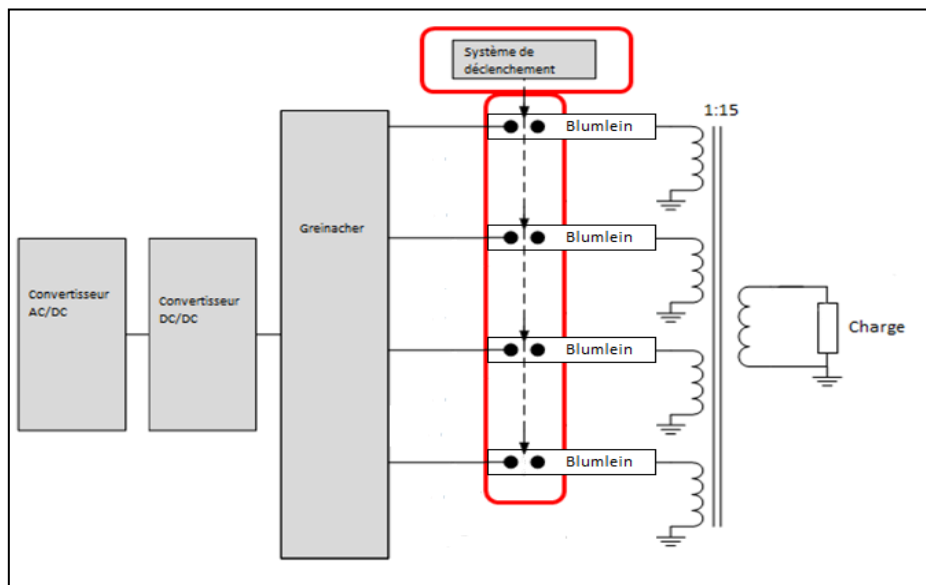 Système de
déclenchement
1:15
Blumlein
Greinacher
Blumlein
Convertisseur
AC/DC
Convertisseur
DC/DC
Charge
Blumlein
Blumlein